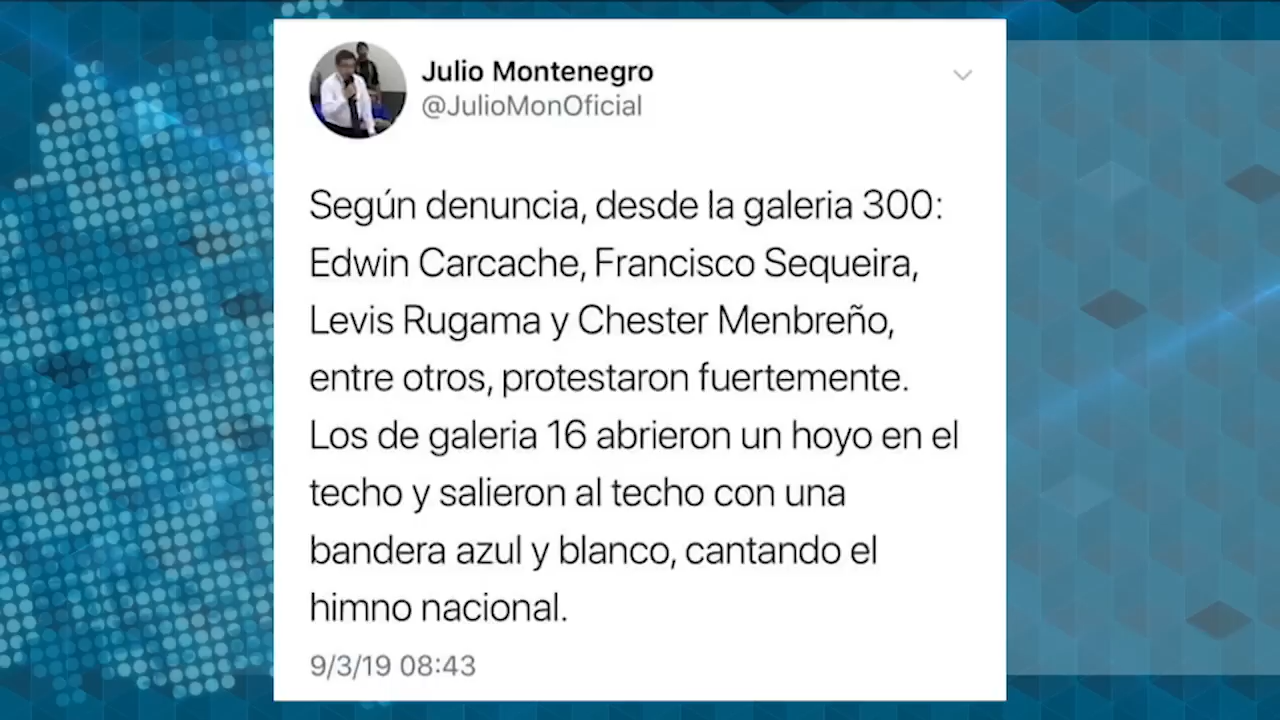 Julio Montenegro
@JulioMonOficial
Según denuncia, desde la galeria 300:
Edwin Carcache, Francisco Sequeira,
Levis Rugama y Chester Menbreño,
entre otros, protestaron fuertemente.
Los de galeria 16 abrieron un hoyo en el
techo y salieron al techo con una
bandera azul y blanco, cantando el
himno nacional.
9/3/19 08:43